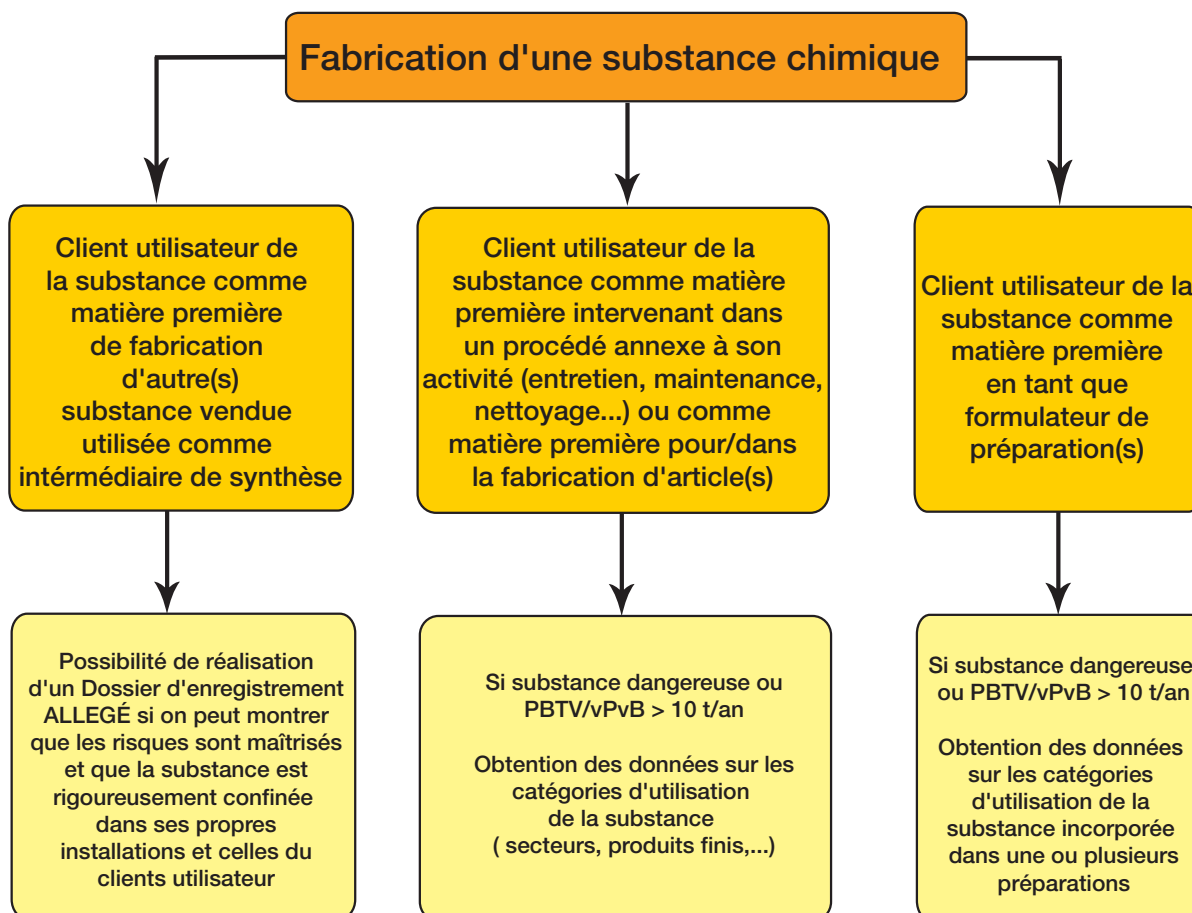 Fabrication d'une substance chimique
Client utilisateur de
la substance comme
matière première
de fabrication
d'autre(s)
substance vendue
utilisée comme
intérmédiaire de synthèse
Client utilisateur de la
substance comme matière
première intervenant dans
un procédé annexe à son
activité (entretien, maintenance,
nettoyage...) ou comme
matière première pour/dans
la fabrication d'article(s)
Client utilisateur de la
substance comme
matière première
en tant que
formulateur de
préparation(s)
Possibilité de réalisation
d'un Dossier d'enregistrement
ALLEGÉ si on peut montrer
que les risques sont maîtrisés
et que la substance est
rigoureusement confinée
dans ses propres
installations et celles du
clients utilisateur
Si substance dangereuse ou
PBTV/vPvB > 10 t/an
Obtention des données sur les
catégories d'utilisation
de la substance
( secteurs, produits finis,...)
Si substance dangereuse
ou PBTV/vPvB > 10 t/an
Obtention des données
sur les catégories
d'utilisation de la
substance incorporée
dans une ou plusieurs
préparations